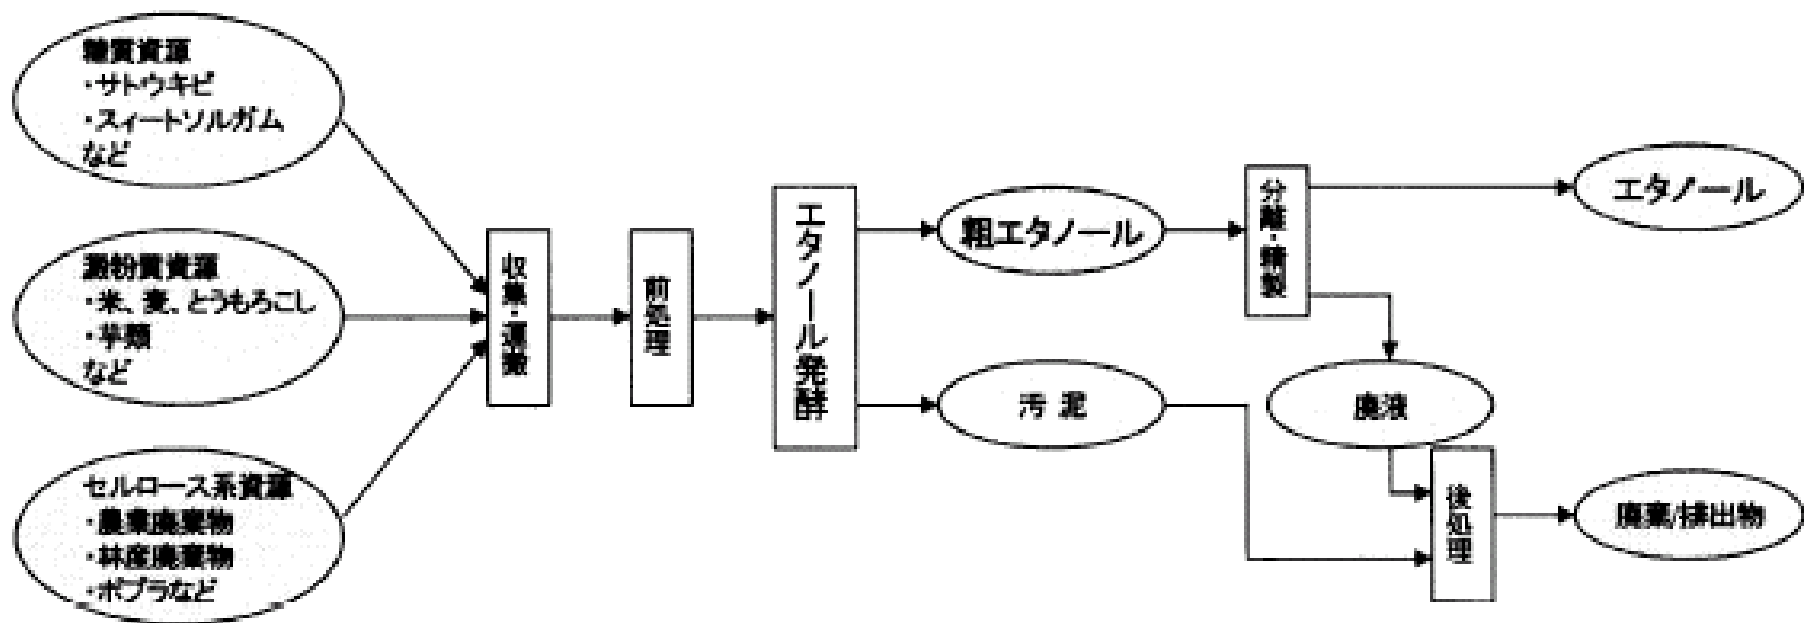 糖質資源
・サトウキビ
・スィートソルガム
など
澱粉質資源
・米、麦、とうもろこし
・芋類
など
セルロース系資源
・農業廃棄物
・林産廃棄物
・ポプラなど
収集・運搬
前処理
エタノール発酵
粗エタノール
汚泥
分離・精製
廃液
後処理
エタノール
廃棄/排出物